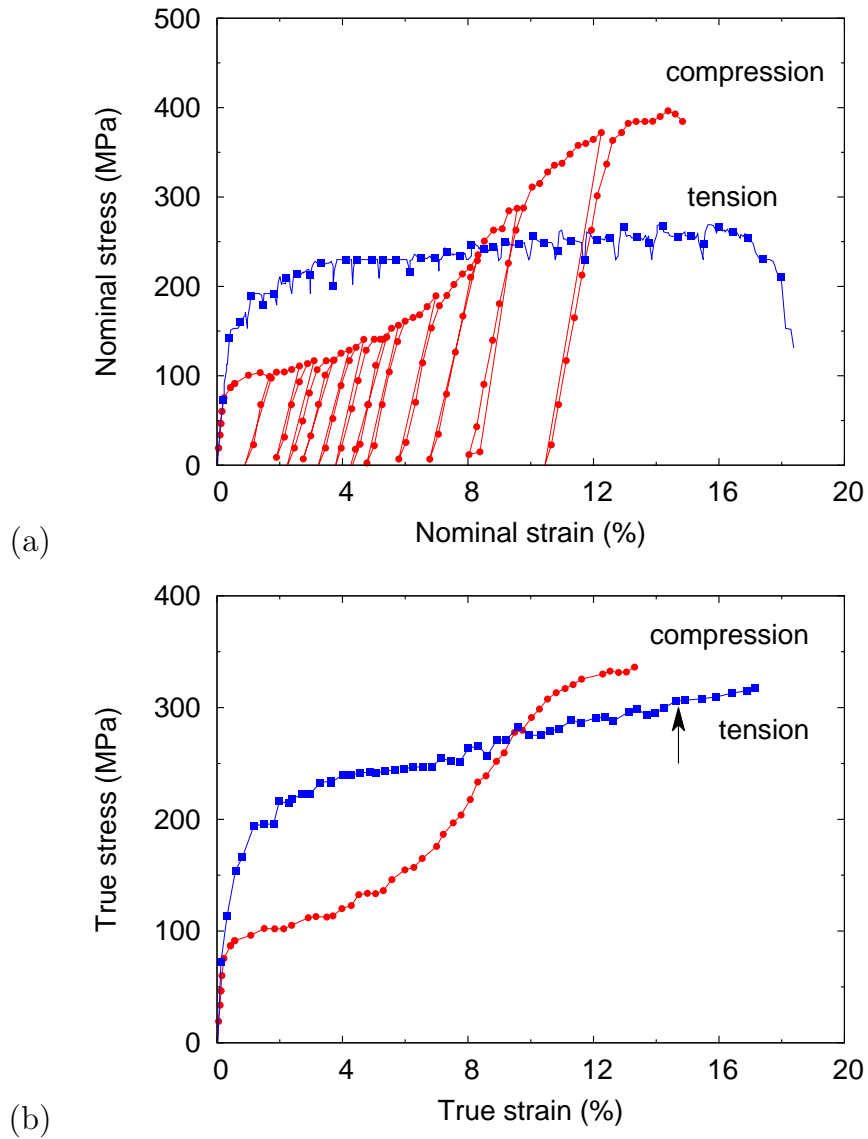 500
400
300
200
100
0
0 4 8 12 16 20
Nominal stress (MPa)
Nominal strain (%)
compression
tension
(a)
400
300
200
100
0
0 4 8 12 16 20
True stress (MPa)
True strain (%)
compression
tension
(b)